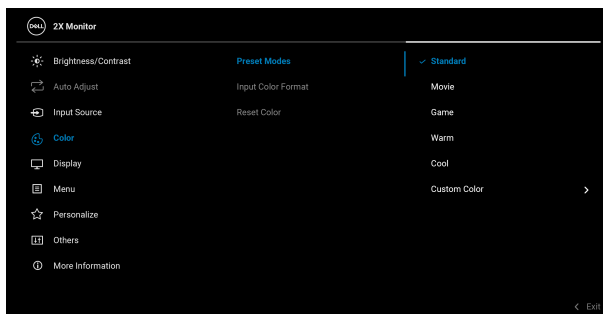 DELL 2X Monitor
Brightness/Contrast Preset Modes Standard
Auto Adjust Input Color Format Movie
Input Source Reset Color Game
Color Warm
Display Cool
Menu Custom Color
Personalize
Others
More Information
Exit